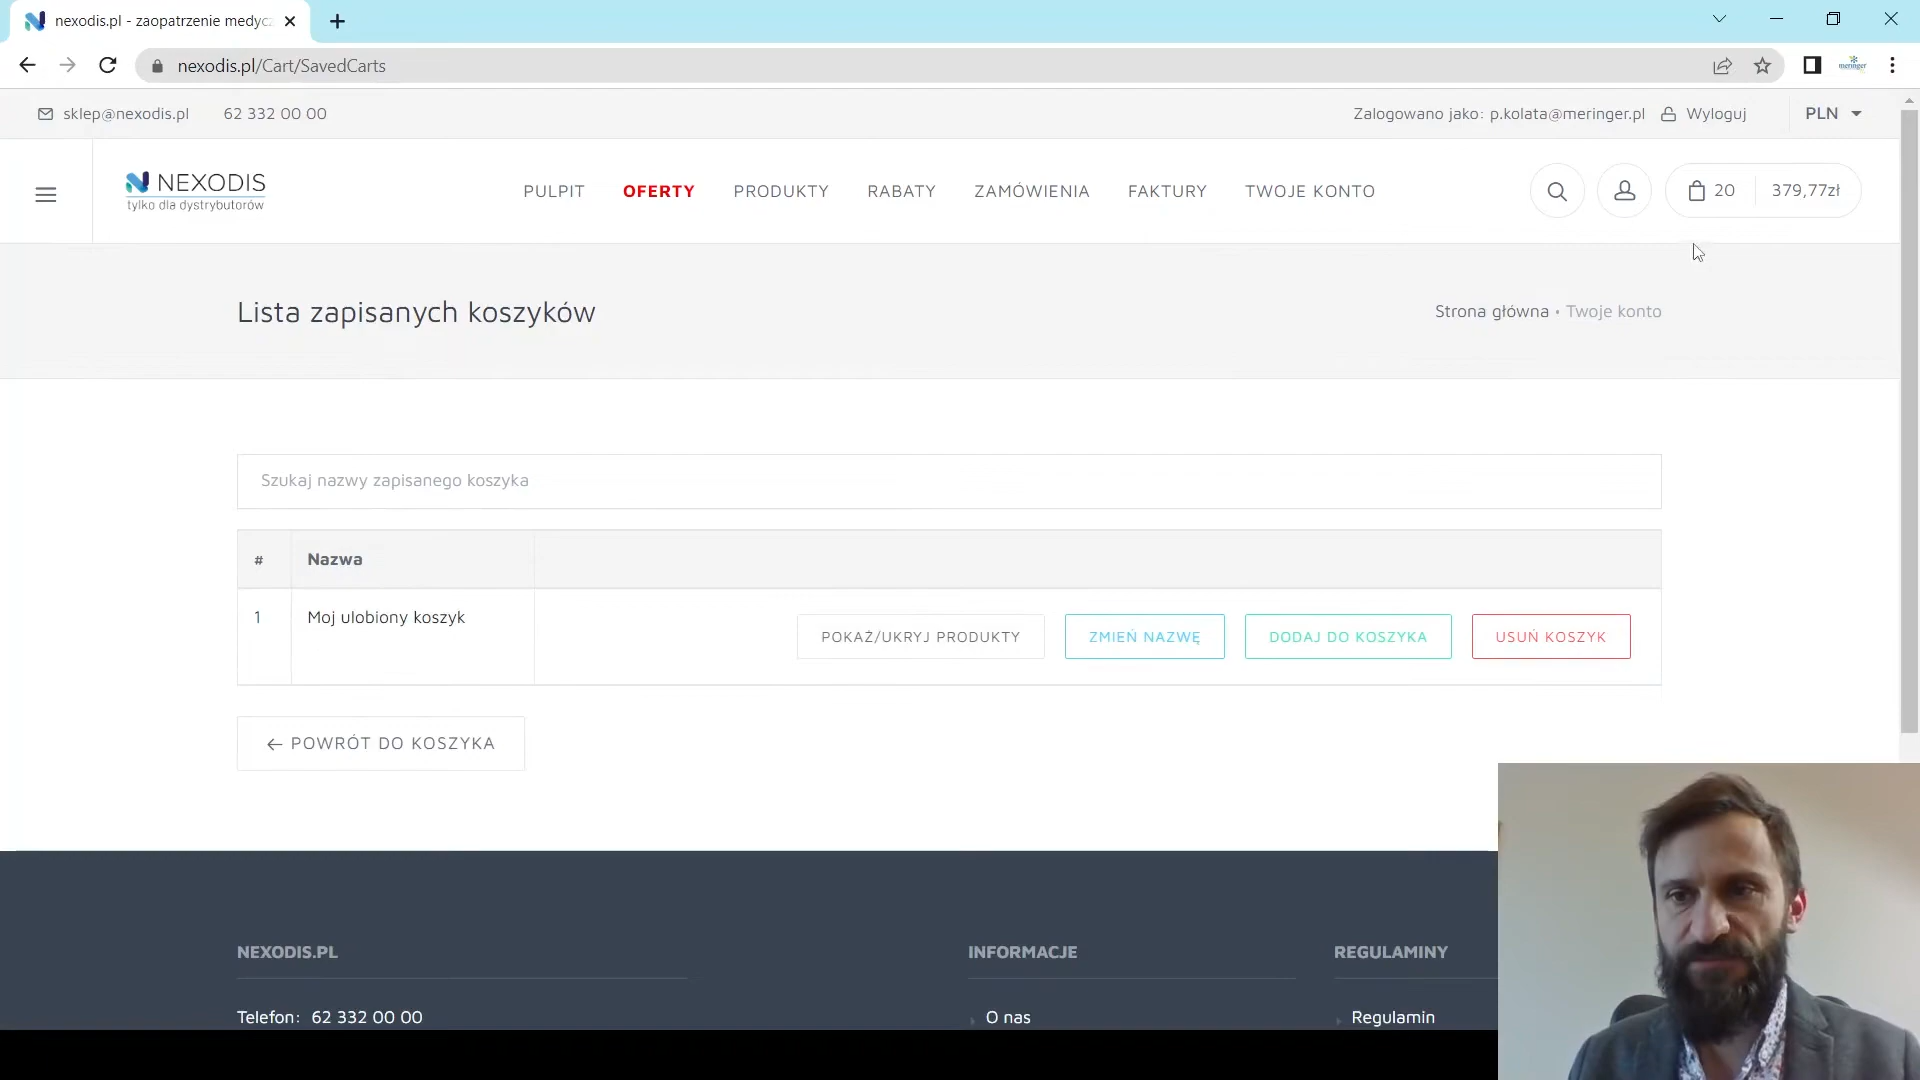 nexodis.pl - zaopatrzenie medycz
nexodis.pl/Cart/SavedCarts
meringer
sklep@nexodis.pl 62 332 00 00 Zalogowano jako: p.kolata@meringer.pl Wyloguj PLN
NEXODIS
tylko dla dystrybutorów
PULPIT OFERTY PRODUKTY RABATY ZAMÓWIENIA FAKTURY TWOJE KONTO 20 379,77zł
Lista zapisanych koszyków
Strona główna • Twoje konto
Szukaj nazwy zapisanego koszyka
# Nazwa
1 Moj ulobiony koszyk
POKAŻ/UKRYJ PRODUKTY ZMIEŃ NAZWĘ DODAJ DO KOSZYKA USUŃ KOSZYK
← POWRÓT DO KOSZYKA
NEXODIS.PL INFORMACJE REGULAMINY
Telefon: 62 332 00 00 O nas Regulamin